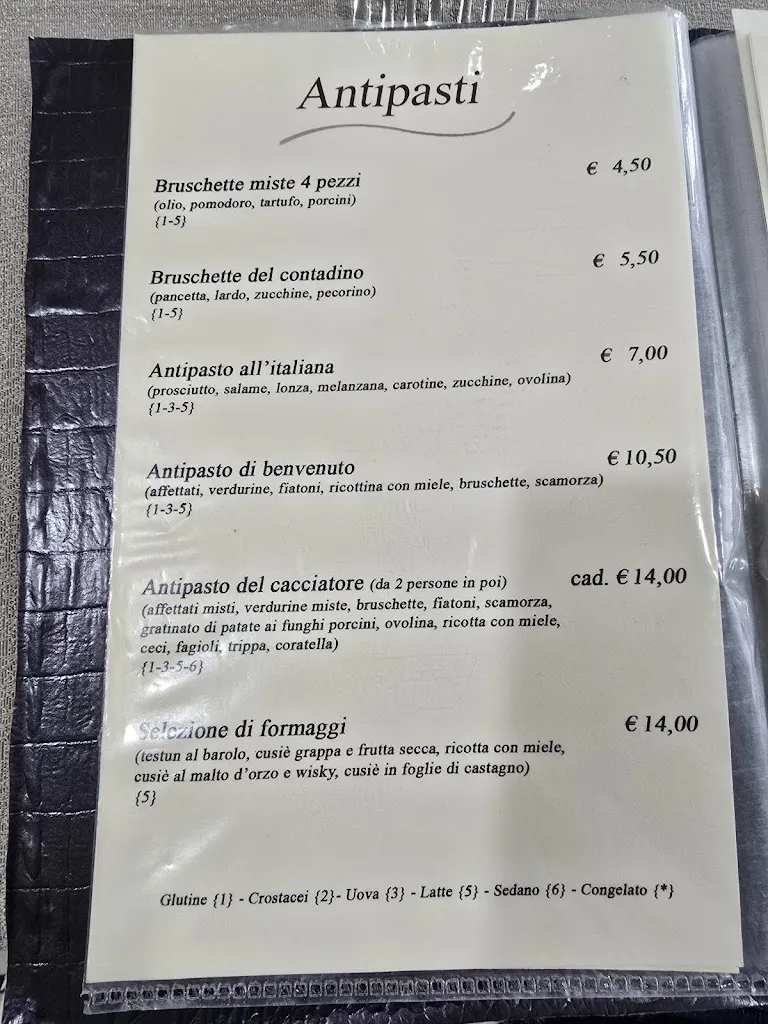 Antipasti
Bruschette miste 4 pezzi € 4,50
(olio, pomodoro, tartufo, porcini)
{1-5}
Bruschette del contadino € 5,50
(pancetta, lardo, zucchine, pecorino)
{1-5}
Antipasto all'italiana € 7,00
(prosciutto, salame, lonza, melanzana, carotine, zucchine, ovolina)
{1-3-5}
Antipasto di benvenuto € 10,50
(affettati, verdurine, fiatoni, ricottina con miele, bruschette, scamorza)
{1-3-5}
Antipasto del cacciatore (da 2 persone in poi) cad. € 14,00
(affettati misti, verdurine miste, bruschette, fiatoni, scamorza,
gratinato di patate ai funghi porcini, ovolina, ricotta con miele,
ceci, fagioli, trippa, coratella)
{1-3-5-6}
Selezione di formaggi € 14,00
(testun al barolo, cusiè grappa e frutta secca, ricotta con miele,
cusiè al malto d'orzo e wisky, cusiè in foglie di castagno)
{5}
Glutine {1} - Crostacei {2}- Uova {3} - Latte {5} - Sedano {6} - Congelato {*}